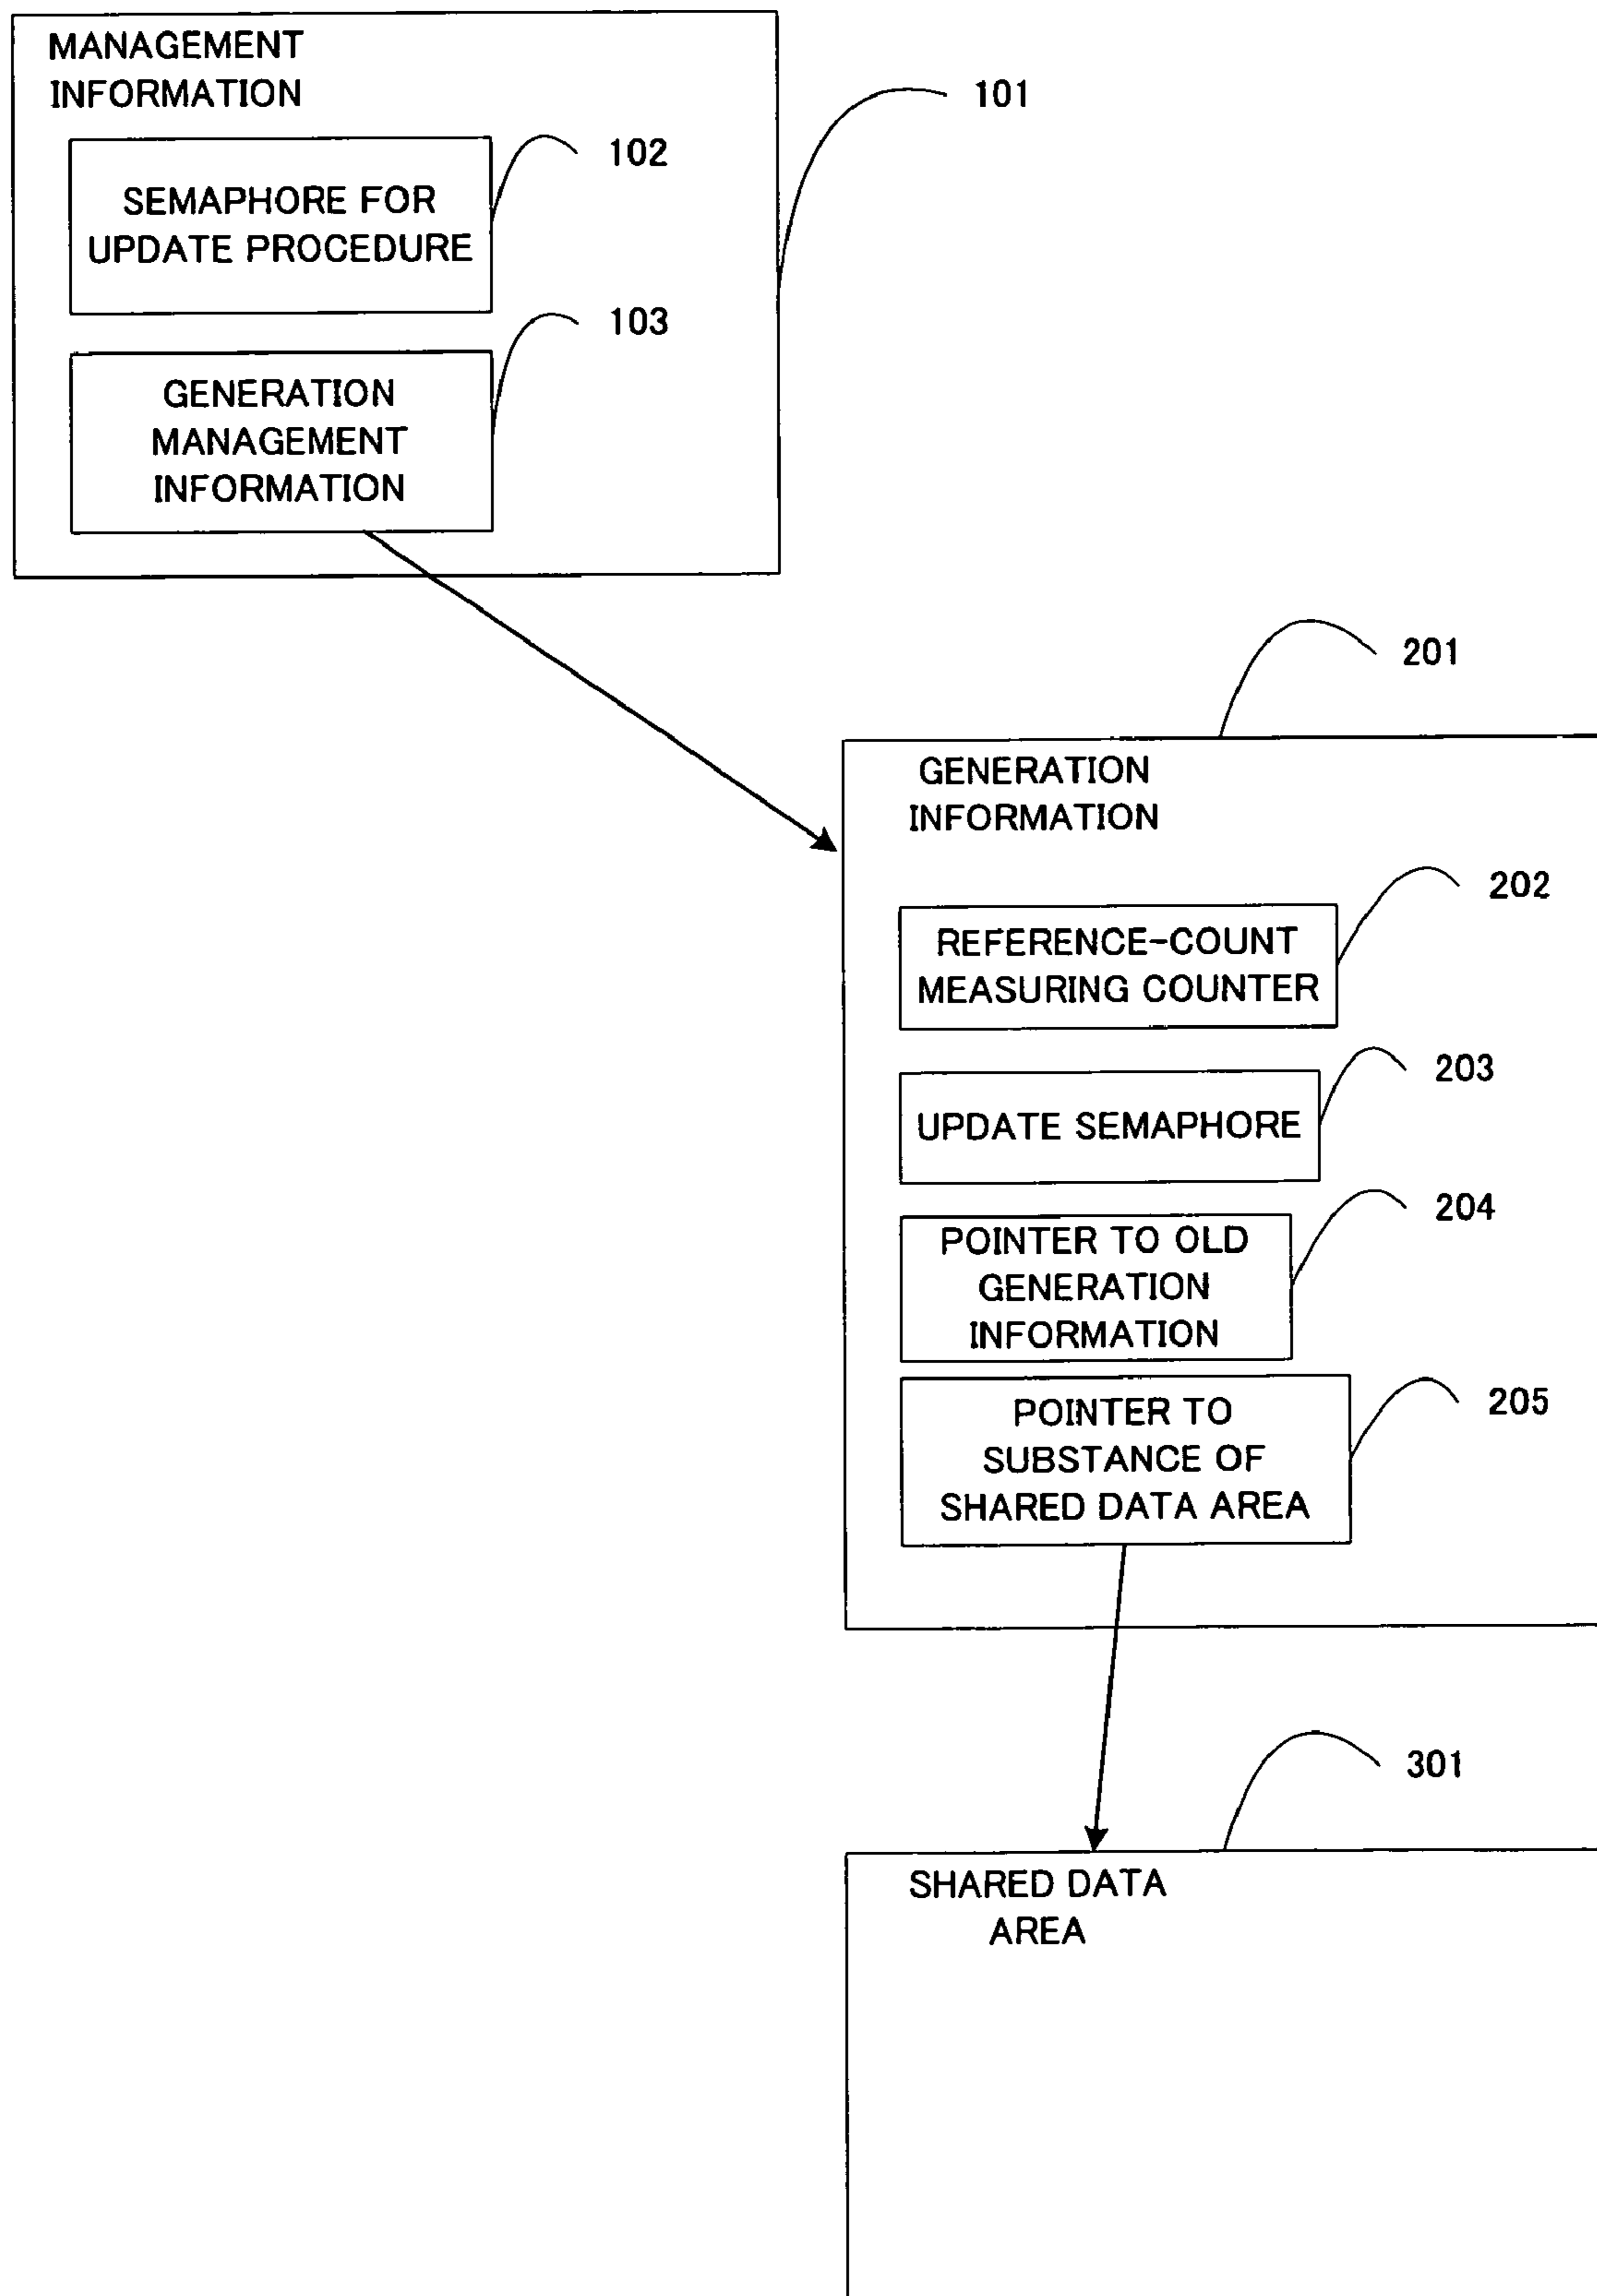 MANAGEMENT
INFORMATION
101
102
SEMAPHORE FOR
UPDATE PROCEDURE
103
GENERATION
MANAGEMENT
INFORMATION
201
GENERATION
INFORMATION
202
REFERENCE-COUNT
MEASURING COUNTER
203
UPDATE SEMAPHORE
204
POINTER TO OLD
GENERATION
INFORMATION
205
POINTER TO
SUBSTANCE OF
SHARED DATA AREA
301
SHARED DATA
AREA